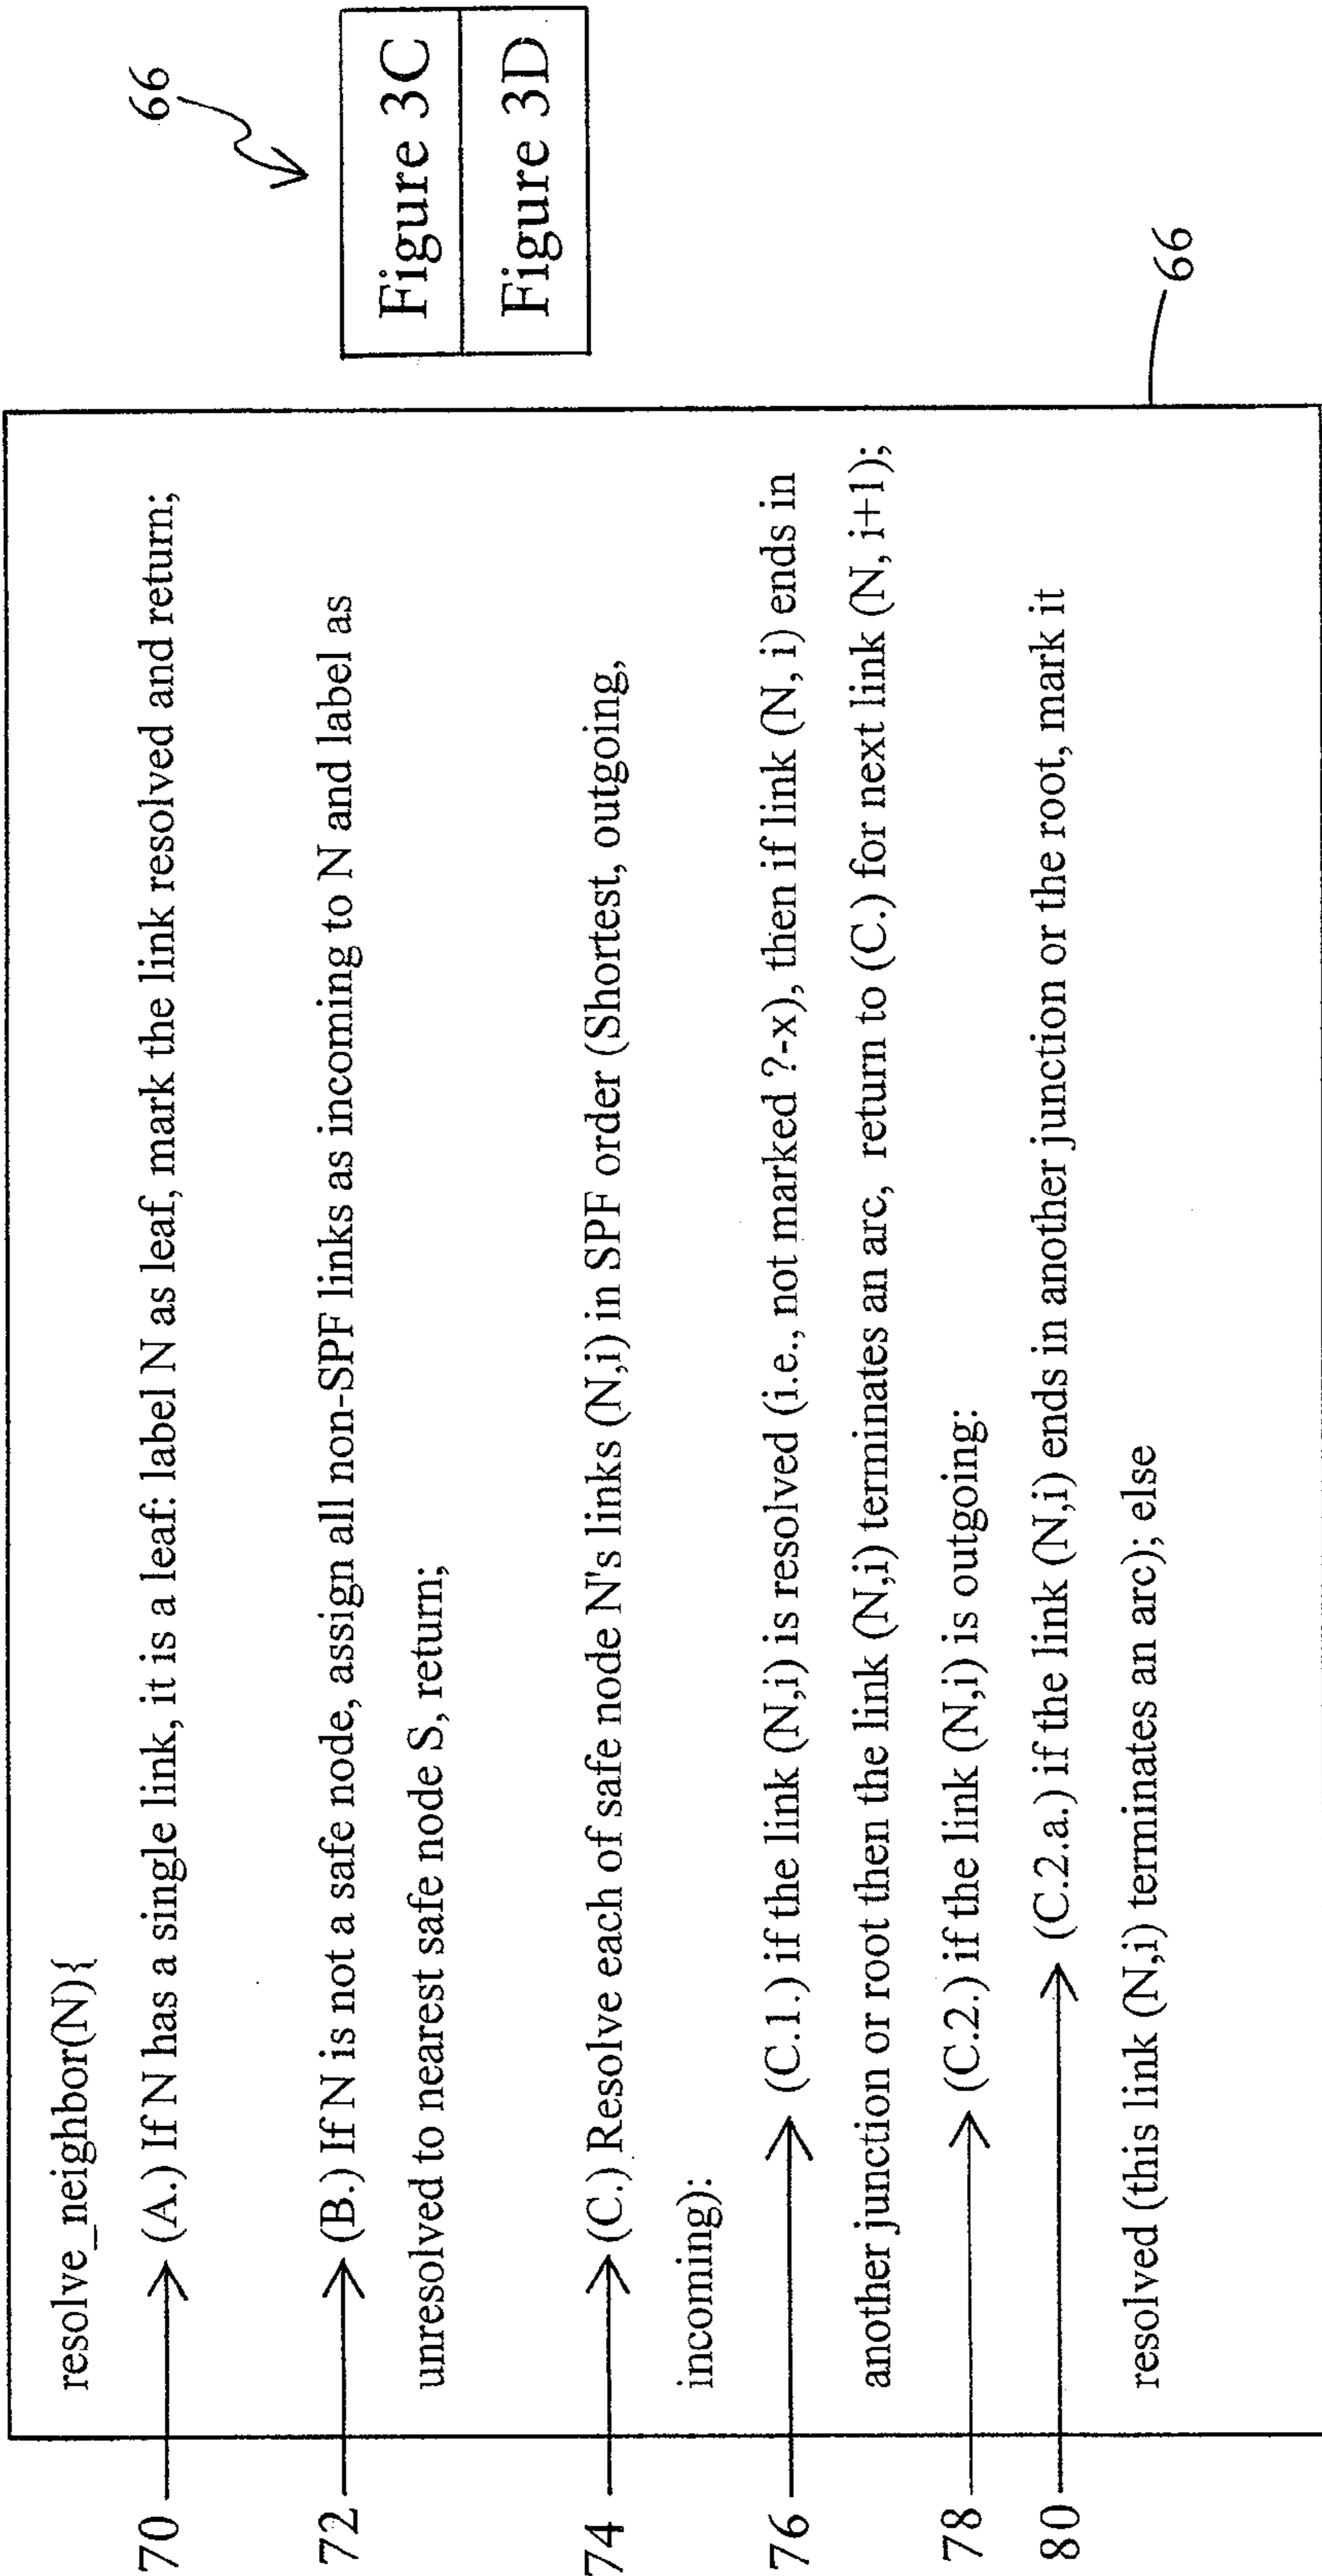 resolve_neighbor(N){
70 (A.) If N has a single link, it is a leaf: label N as leaf, mark the link resolved and return;
72 (B.) If N is not a safe node, assign all non-SPF links as incoming to N and label as
unresolved to nearest safe node S, return;
74 (C.) Resolve each of safe node N's links (N,i) in SPF order (Shortest, outgoing,
incoming):
76 (C.1.) if the link (N,i) is resolved (i.e., not marked ?-x), then if link (N, i) ends in
another junction or root then the link (N,i) terminates an arc, return to (C.) for next link (N, i+1);
78 (C.2.) if the link (N,i) is outgoing:
80 (C.2.a.) if the link (N,i) ends in another junction or the root, mark it
resolved (this link (N,i) terminates an arc); else
66
66
Figure 3C
Figure 3D